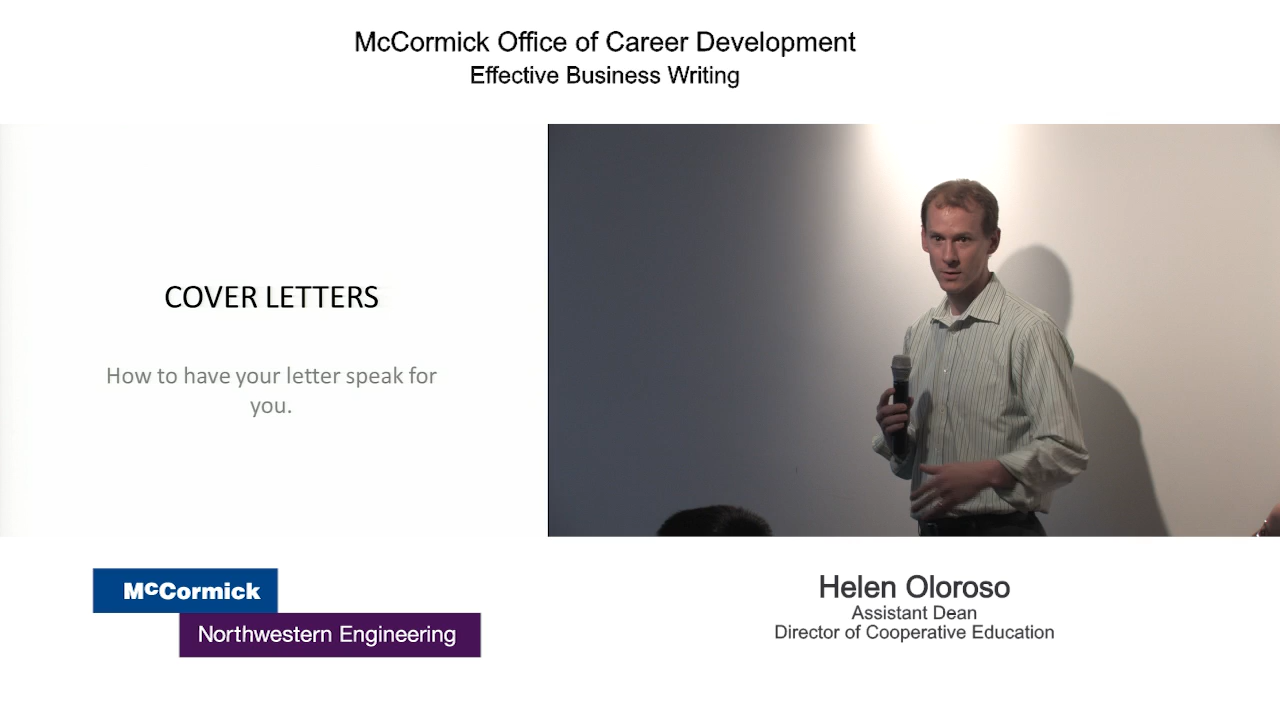 McCormick Office of Career Development
Effective Business Writing
COVER LETTERS
How to have your letter speak for
you.
McCormick
Northwestern Engineering
Helen Oloroso
Assistant Dean
Director of Cooperative Education